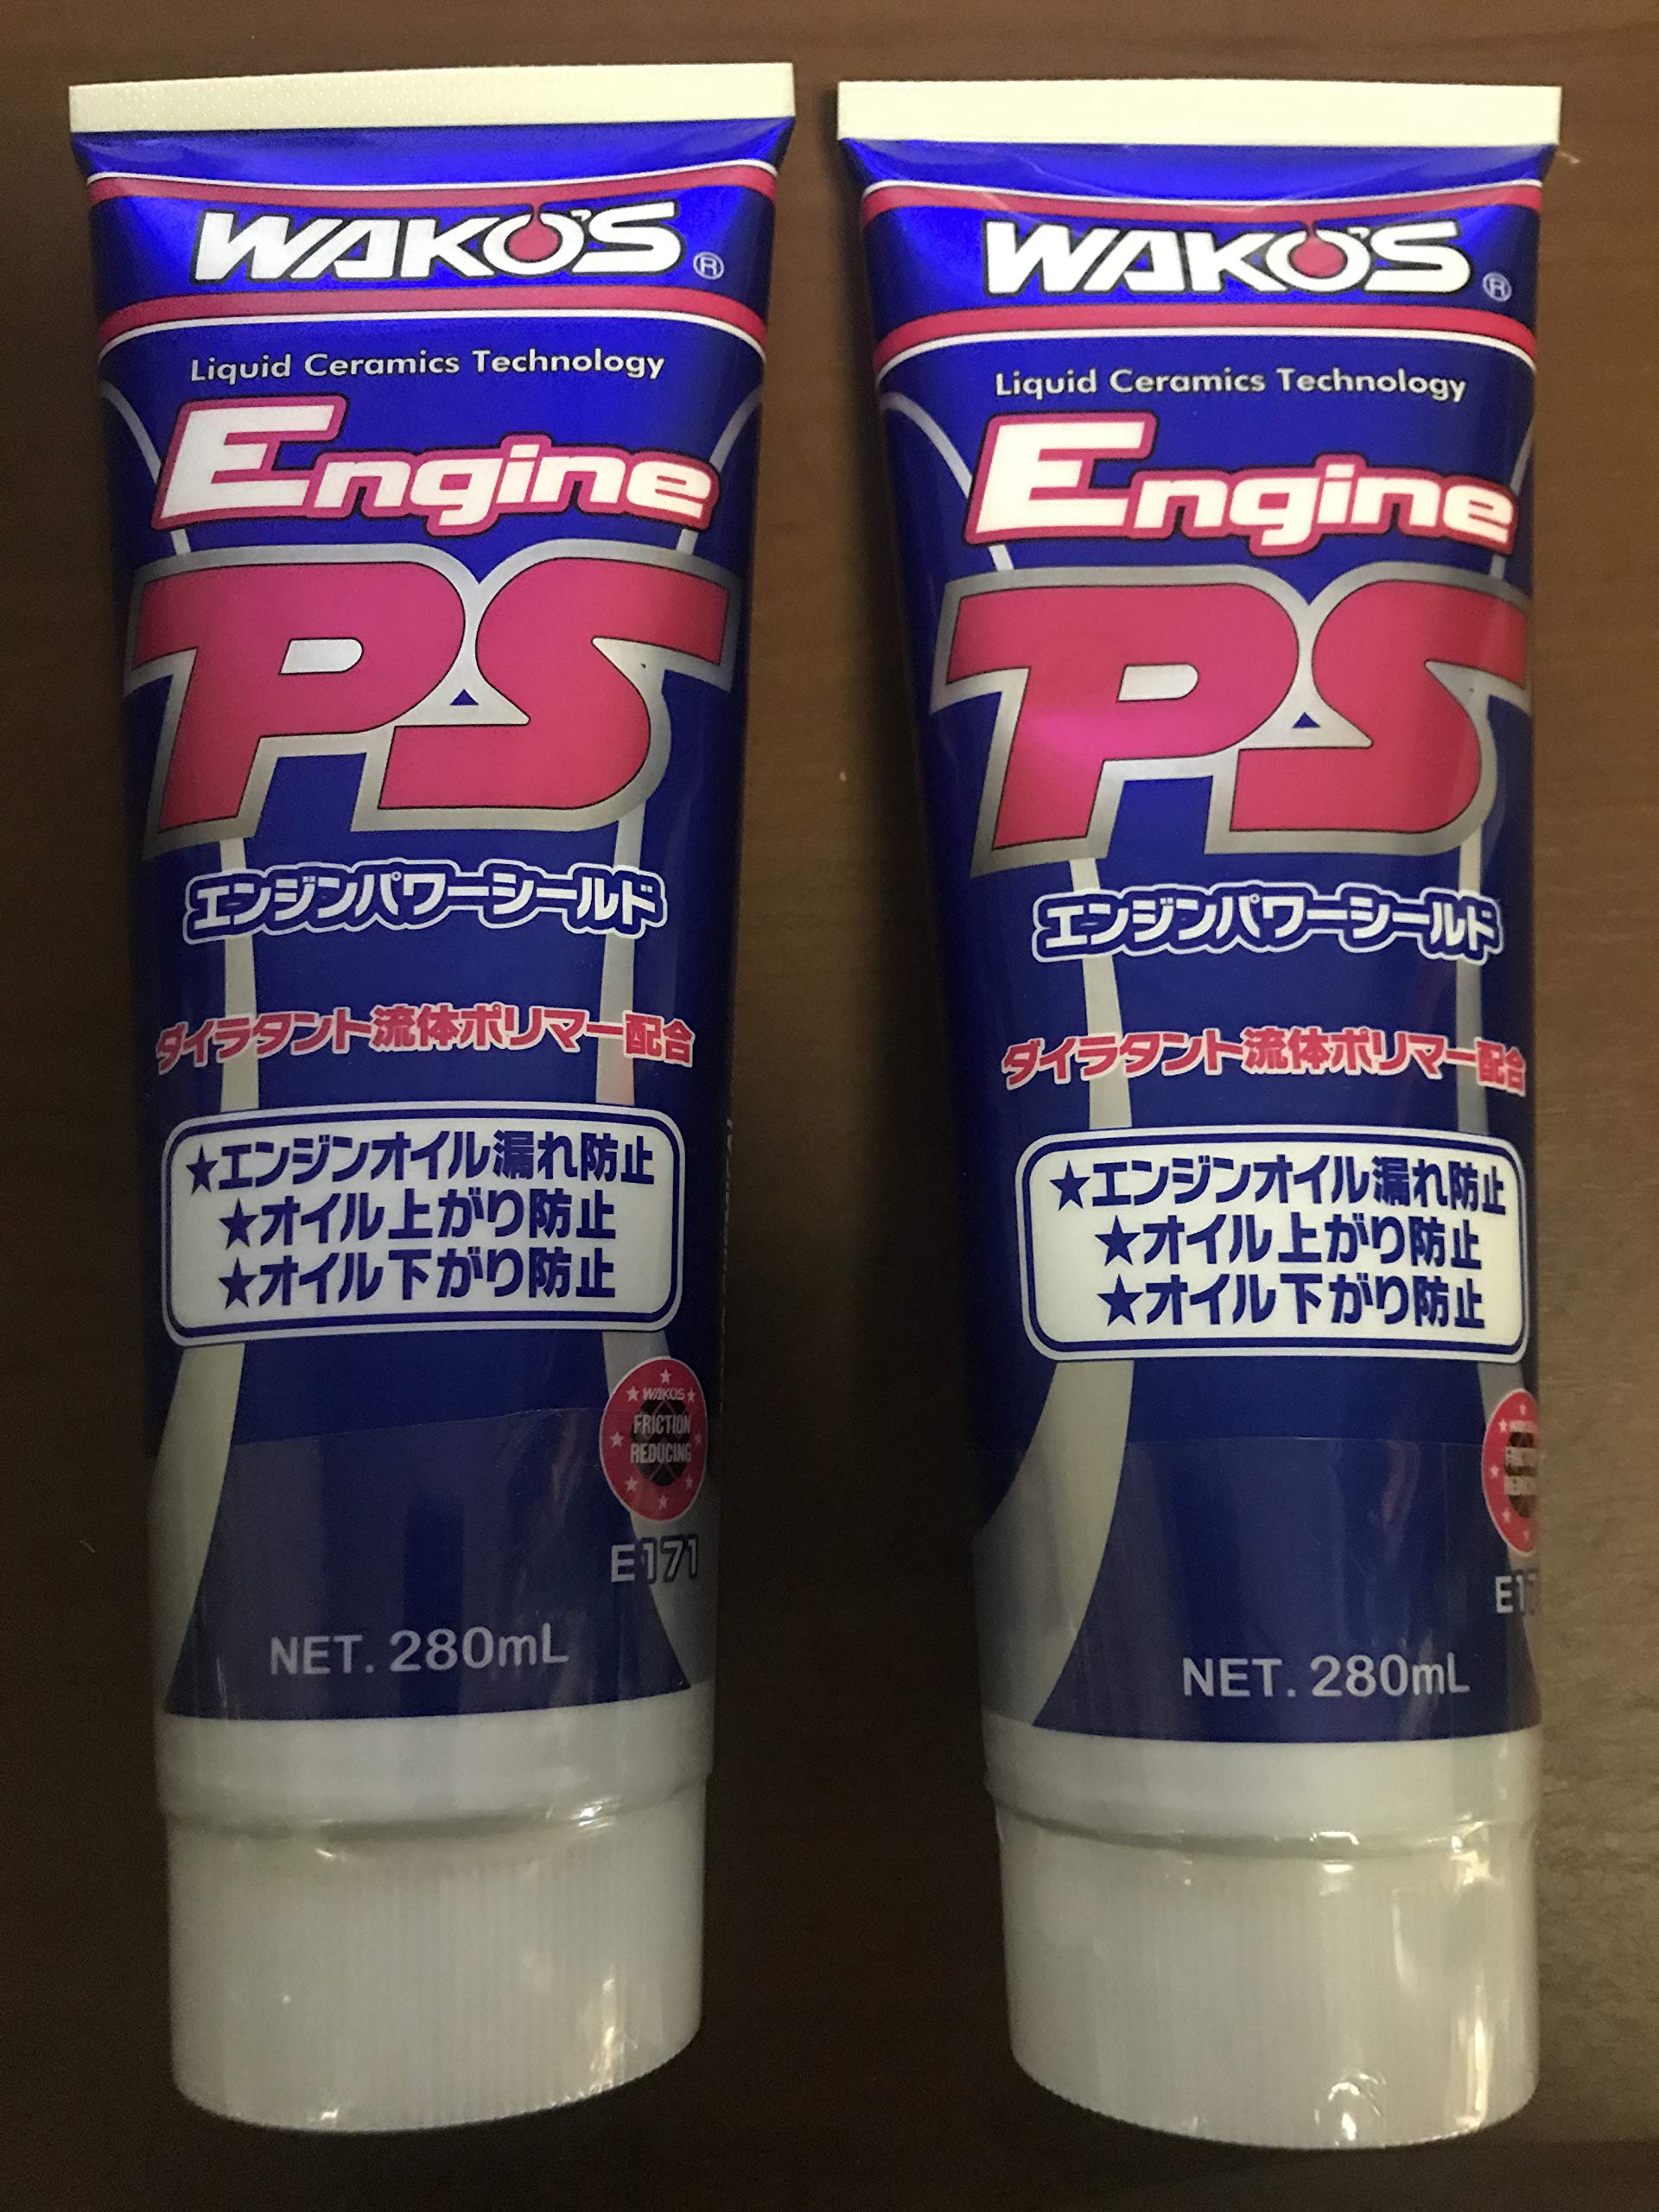 WAKO'S ®
Liquid Ceramics Technology
Engine
PS
エンジンパワーシールド
ダイラタント流体ポリマー配合
★エンジンオイル漏れ防止
★オイル上がり防止
★オイル下がり防止
WAKO'S
FRICTION
REDUCING
E171
NET. 280mL
WAKO'S ®
Liquid Ceramics Technology
Engine
PS
エンジンパワーシールド
ダイラタント流体ポリマー配合
★エンジンオイル漏れ防止
★オイル上がり防止
★オイル下がり防止
E17
NET. 280mL